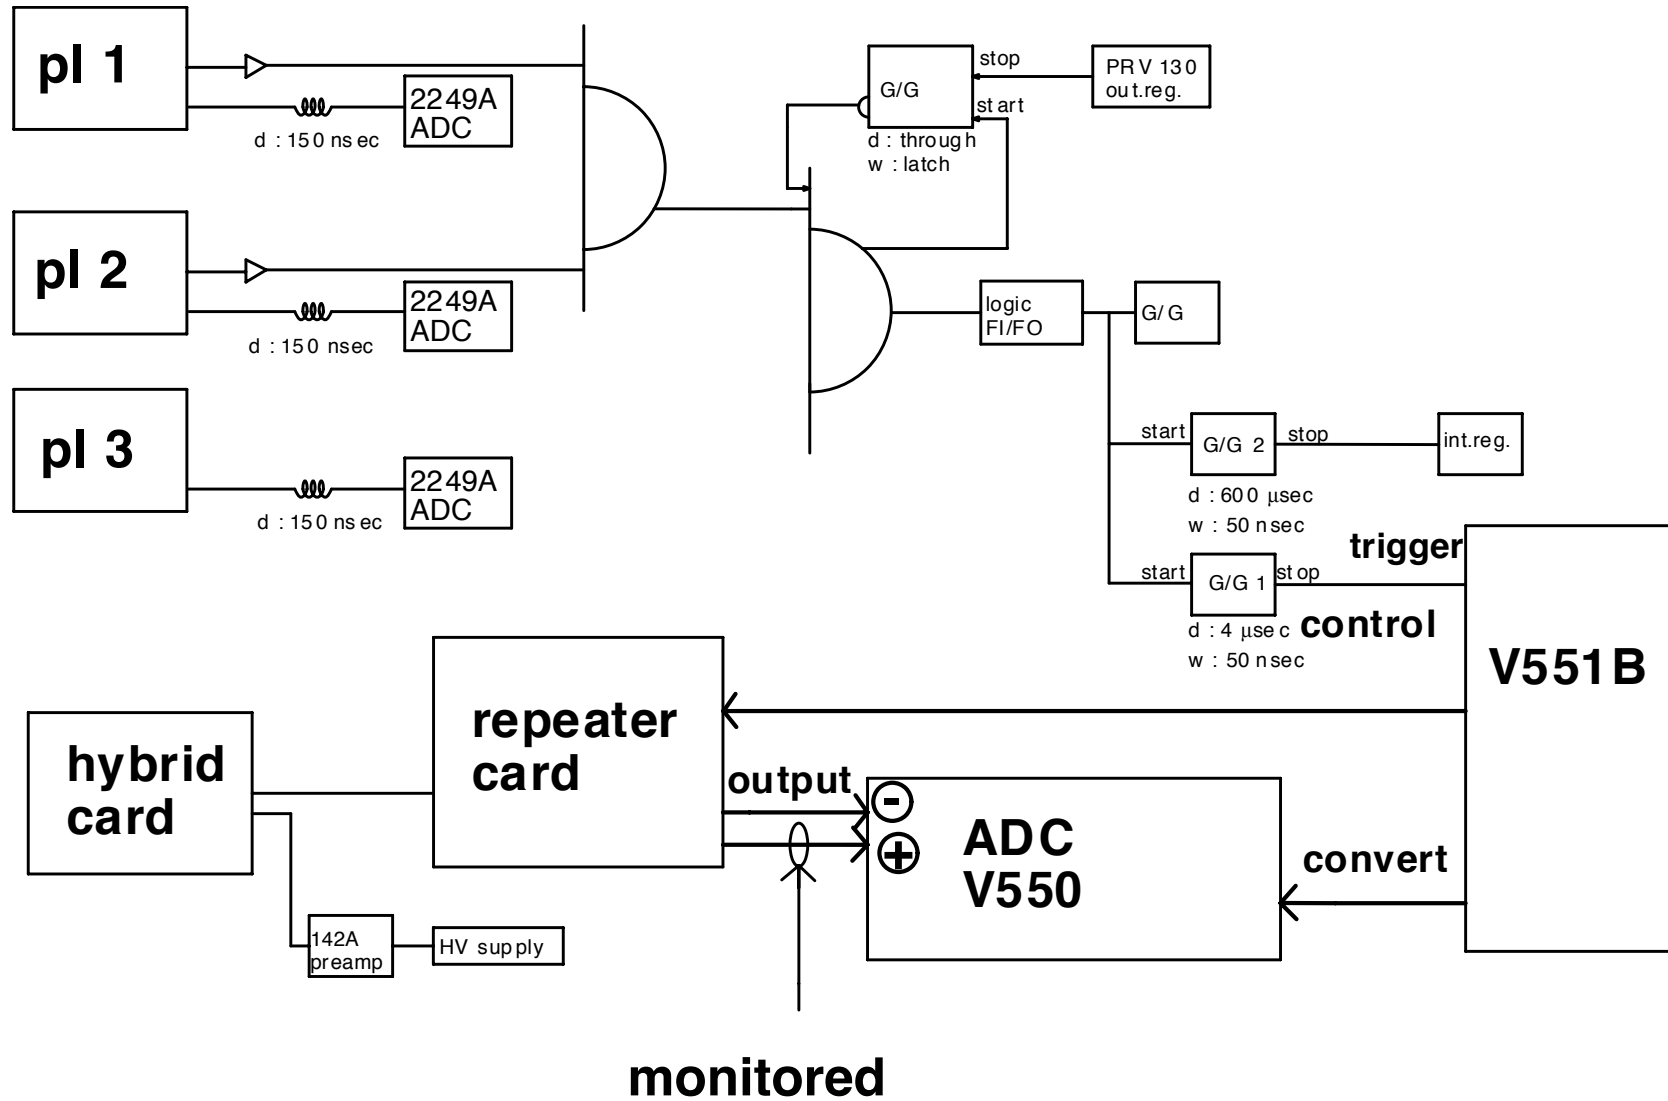 pl 1
2249A
ADC
d : 150 nsec
pl 2
2249A
ADC
d : 150 nsec
pl 3
2249A
ADC
d : 150 nsec
G/G
stop
start
d : through
w : latch
PRV 130
out.reg.
logic
FI/FO
G/G
start
G/G 2
stop
int.reg.
d : 600 μsec
w : 50 nsec
trigger
start
G/G 1
stop
d : 4 μsec
control
w : 50 nsec
V551B
repeater
card
hybrid
card
output
-
+
ADC
V550
convert
142A
preamp
HV supply
monitored